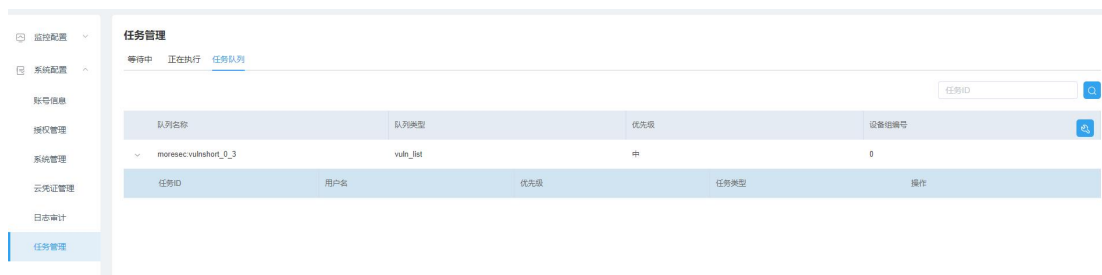 监控配置
系统配置
账号信息
授权管理
系统管理
云凭证管理
日志审计
任务管理
任务管理
等待中 正在执行 任务队列
任务ID
队列名称 队列类型 优先级 设备组编号
moresec:vulnshort_0_3 vuln_list 中 0
任务ID 用户名 优先级 任务类型 操作